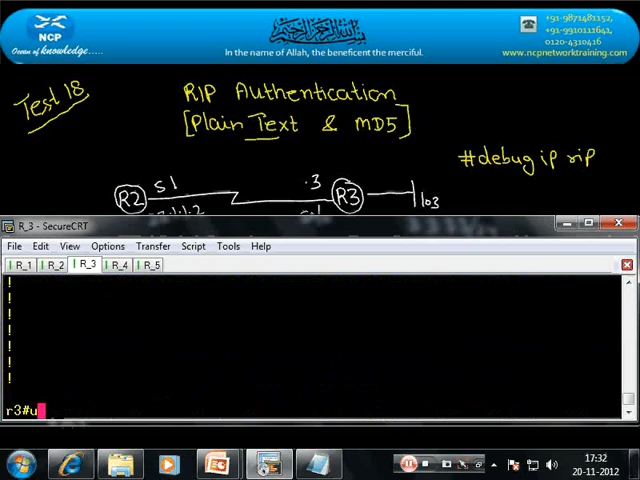 NCP
Ocean of knowledge.....
In the name of Allah, the beneficent the merciful.
+91-9871481152,
+91-9910111642,
0120-4310416
www.ncpnetworktraining.com
Test 18
RIP Authentication
[Plain Text & MD5]
#debug ip rip
R2 S1 .3 R3 103
R_3 - SecureCRT
File Edit View Options Transfer Script Tools Help
R_1 R_2 R_3 R_4 R_5
!
!
!
!
!
!
!
r3#u
17:32
20-11-2012